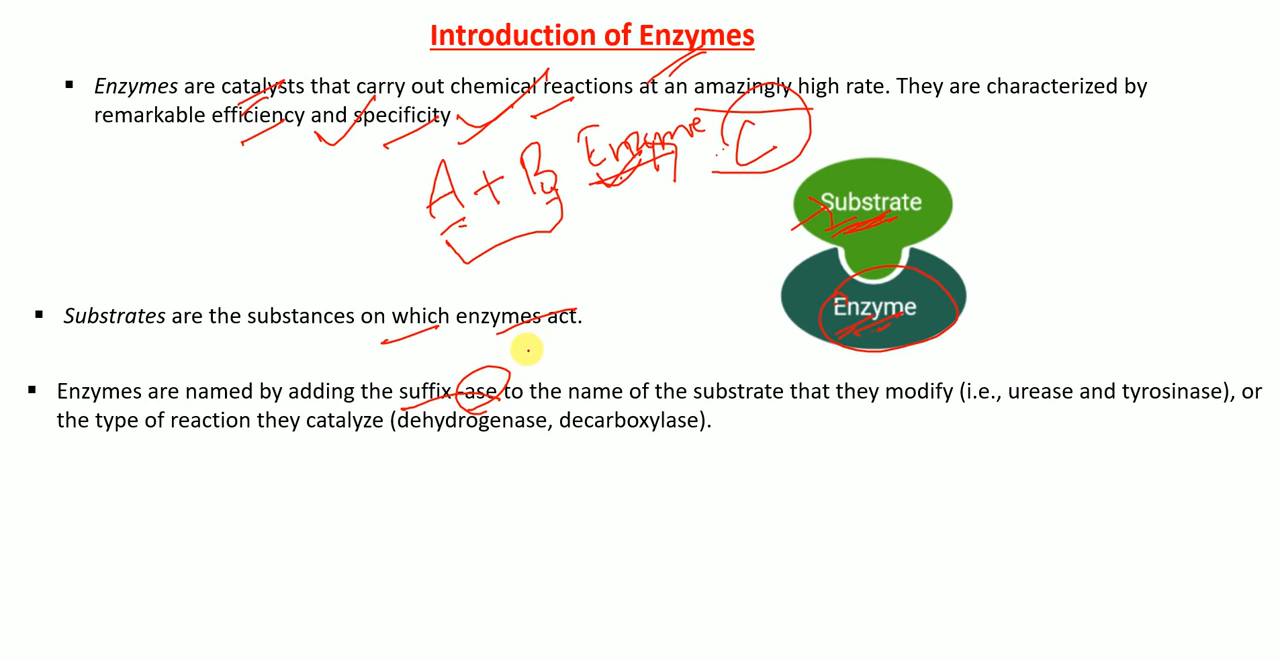 Introduction of Enzymes
▪ Enzymes are catalysts that carry out chemical reactions at an amazingly high rate. They are characterized by
remarkable efficiency and specificity
A + B Enzyme C
Substrate
Enzyme
▪ Substrates are the substances on which enzymes act.
▪ Enzymes are named by adding the suffix -ase to the name of the substrate that they modify (i.e., urease and tyrosinase), or
the type of reaction they catalyze (dehydrogenase, decarboxylase).